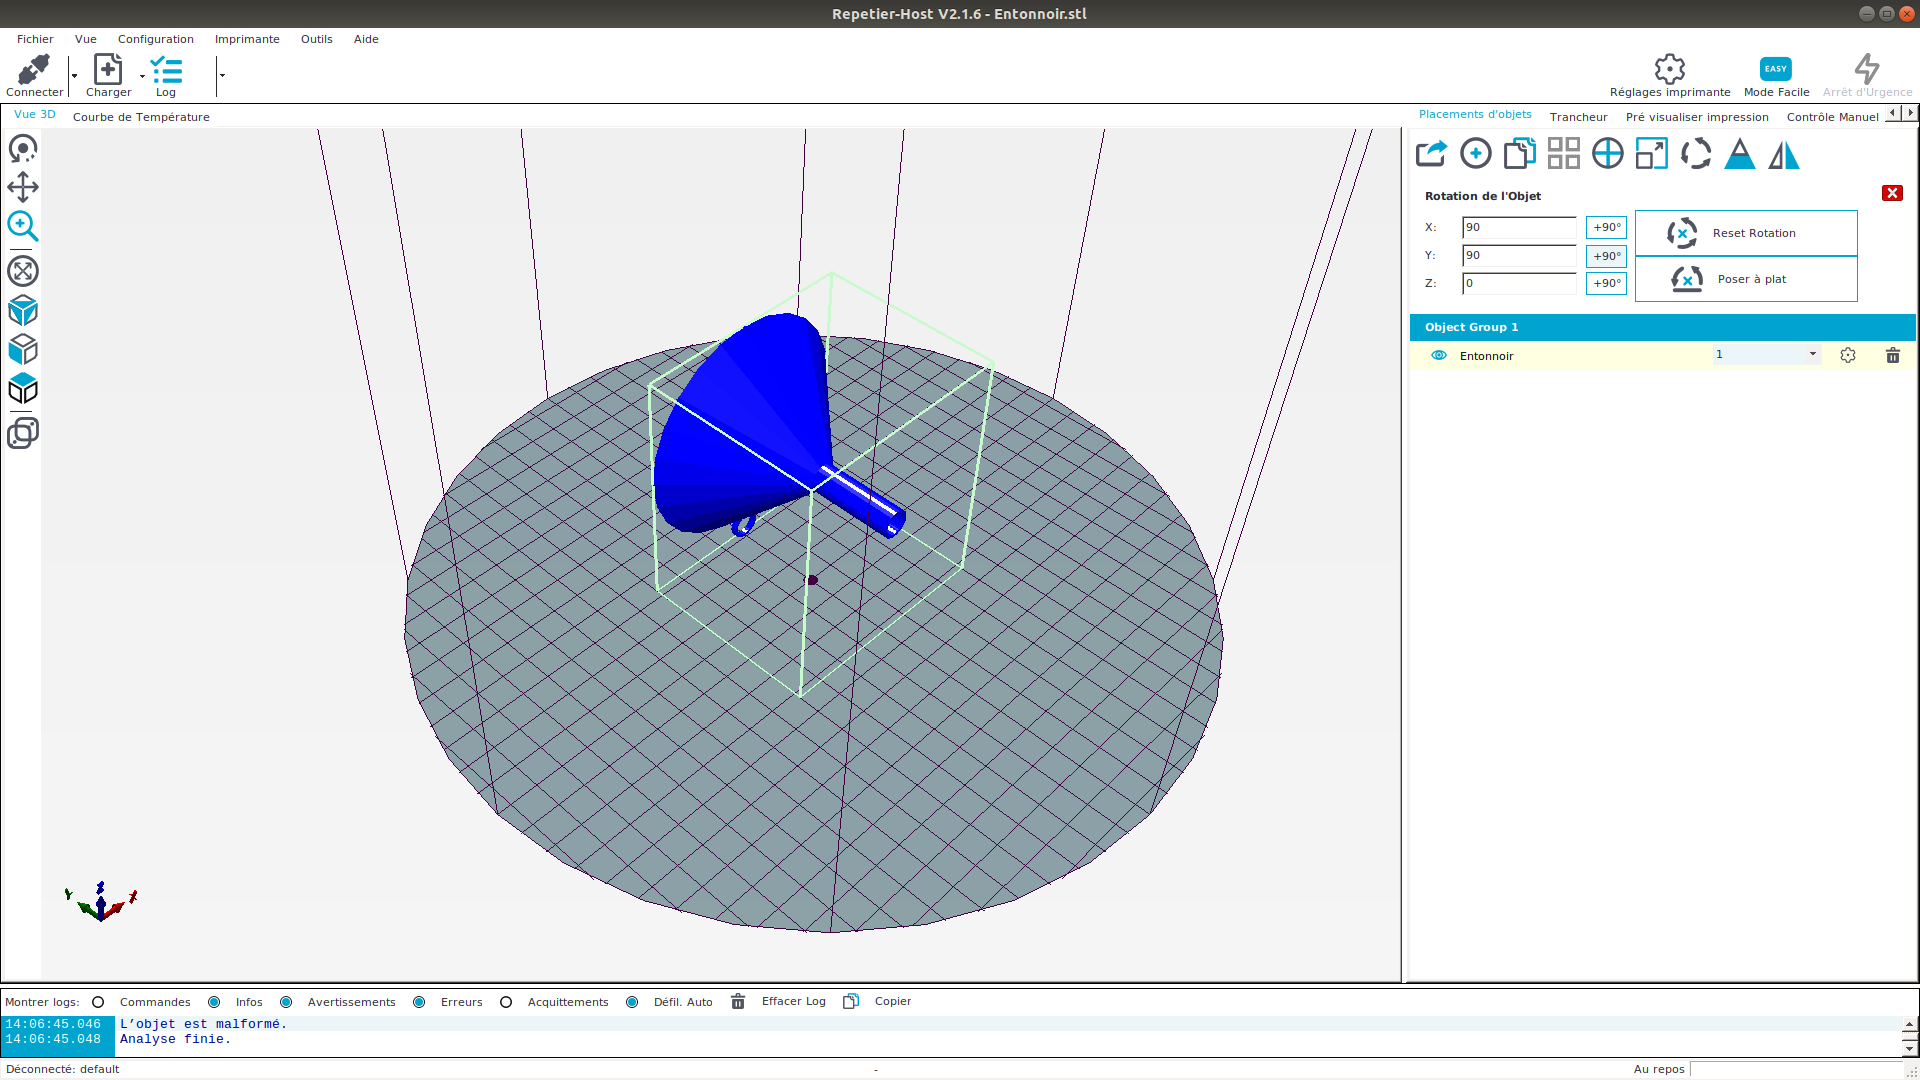 Repetier-Host V2.1.6 - Entonnoir.stl
Fichier Vue Configuration Imprimante Outils Aide
Connecter Charger Log EASY
Réglages imprimante Mode Facile Arrêt d'Urgence
Vue 3D Courbe de Température
Placements d'objets Trancheur Pré visualiser impression Contrôle Manuel
Rotation de l'Objet
X: 90 +90° Reset Rotation
Y: 90 +90°
Z: 0 +90° Poser à plat
Object Group 1
Entonnoir 1
Y Z X
Montrer logs: Commandes Infos Avertissements Erreurs Acquittements Défil. Auto Effacer Log Copier
14:06:45.046 L’objet est malformé.
14:06:45.048 Analyse finie.
Déconnecté: default - Au repos